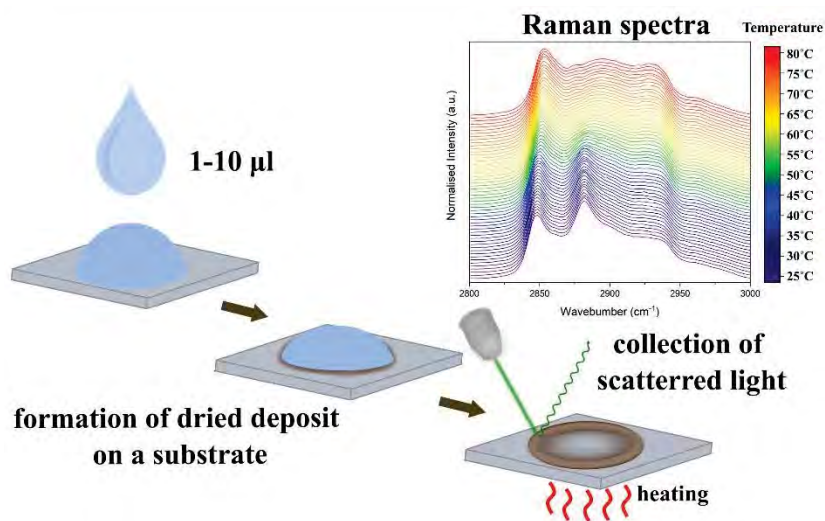 Raman spectra
Temperature
80°C
75°C
70°C
65°C
60°C
55°C
50°C
45°C
40°C
35°C
30°C
25°C
Normalised Intensity (a.u.)
2800
2850
2900
2950
3000
Wavebumber (cm⁻¹)
1-10 µl
formation of dried deposit
on a substrate
collection of
scatterred light
heating